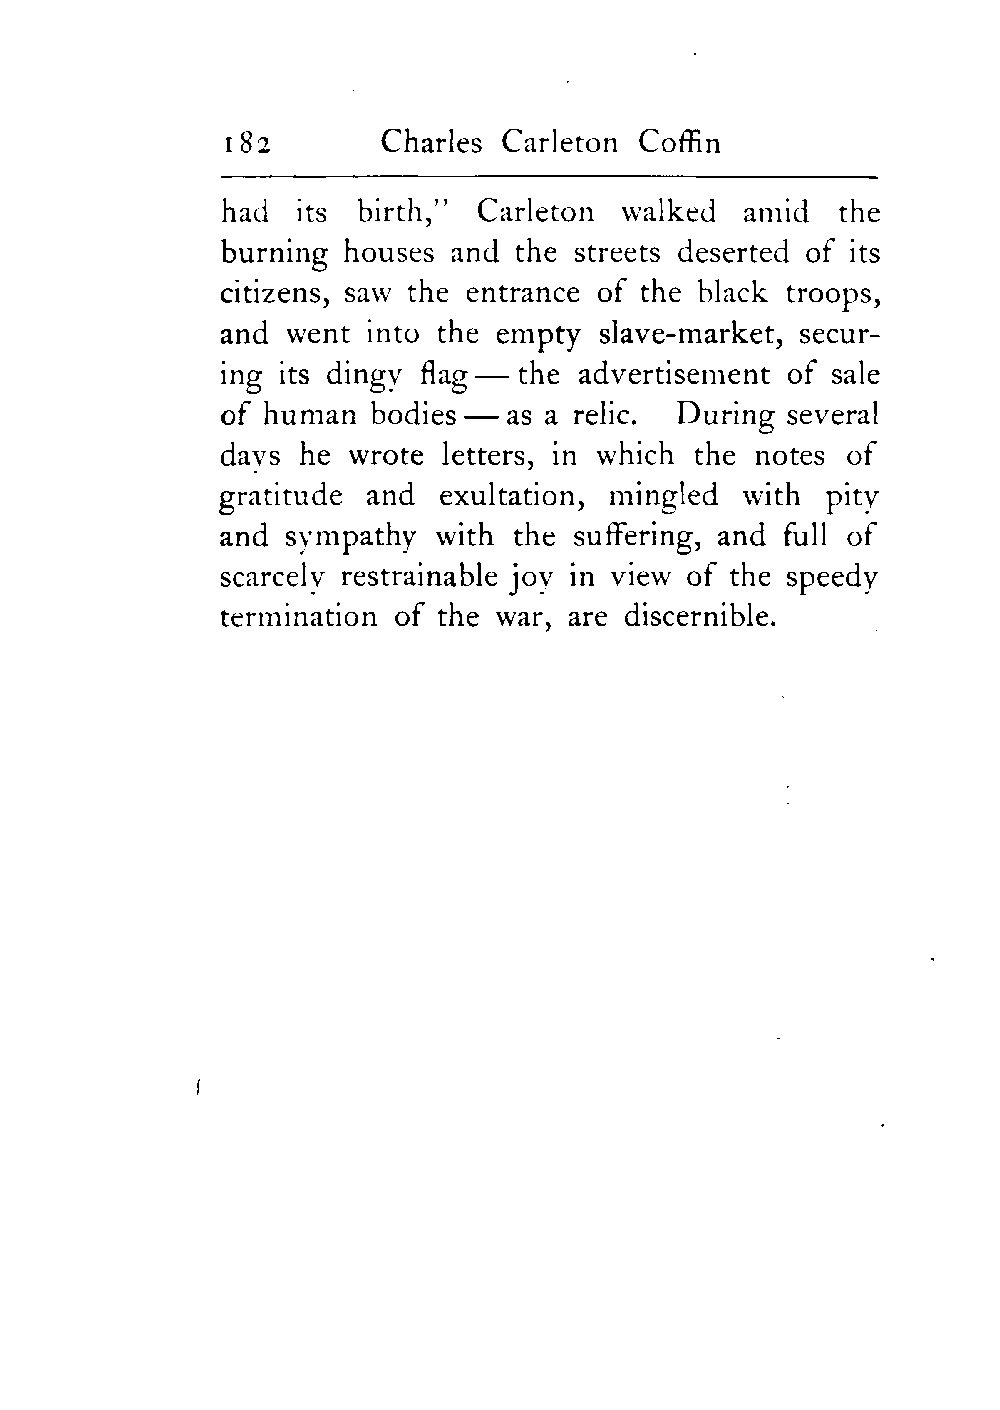 182 Charles Carleton Coffin
had its birth,” Carleton walked amid the
burning houses and the streets deserted of its
citizens, saw the entrance of the black troops,
and went into the empty slave-market, secur-
ing its dingy flag — the advertisement of sale
of human bodies — as a relic. During several
days he wrote letters, in which the notes of
gratitude and exultation, mingled with pity
and sympathy with the suffering, and full of
scarcely restrainable joy in view of the speedy
termination of the war, are discernible.